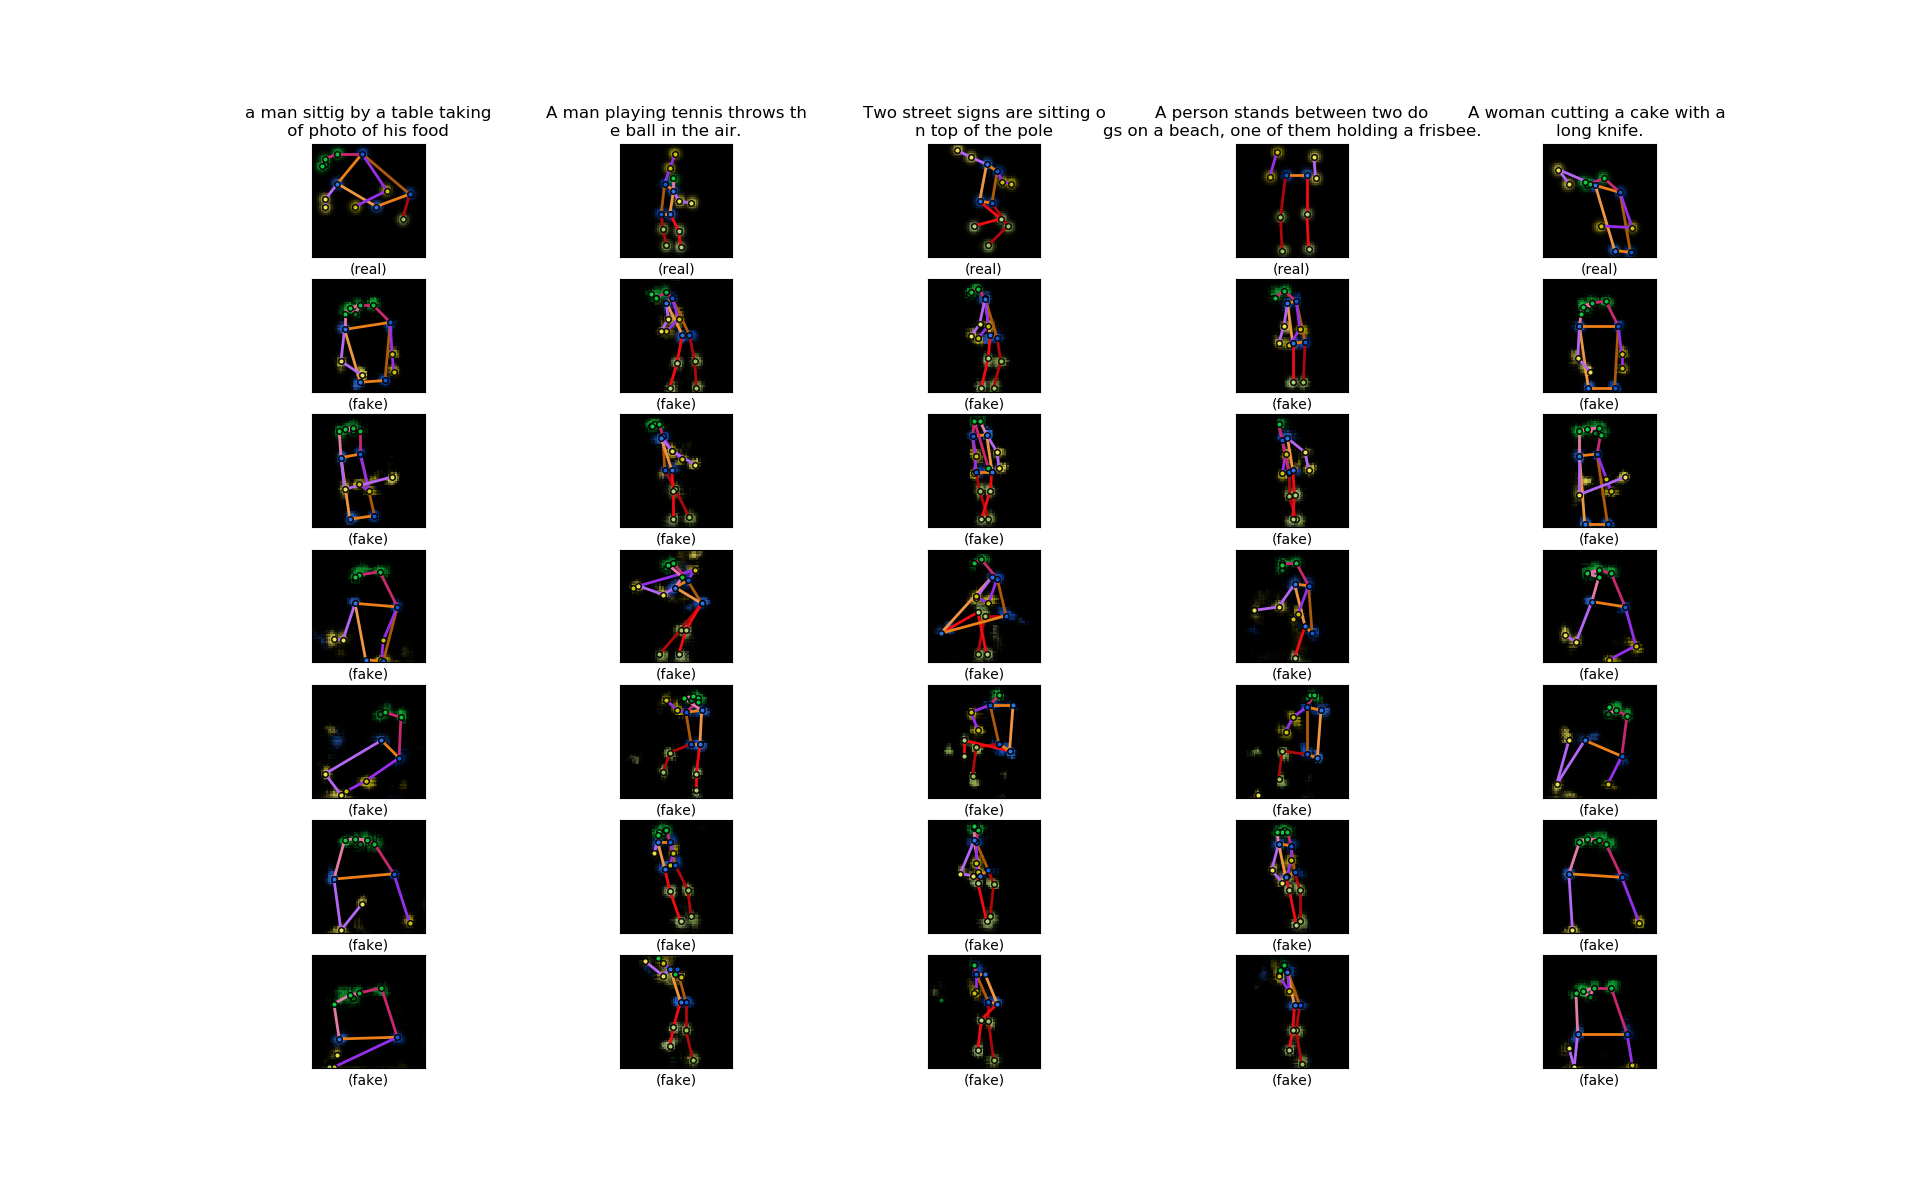 a man sittig by a table taking
of photo of his food
A man playing tennis throws th
e ball in the air.
Two street signs are sitting o
n top of the pole
A person stands between two do
gs on a beach, one of them holding a frisbee.
A woman cutting a cake with a
long knife.
(real) (real) (real) (real) (real)
(fake) (fake) (fake) (fake) (fake)
(fake) (fake) (fake) (fake) (fake)
(fake) (fake) (fake) (fake) (fake)
(fake) (fake) (fake) (fake) (fake)
(fake) (fake) (fake) (fake) (fake)
(fake) (fake) (fake) (fake) (fake)